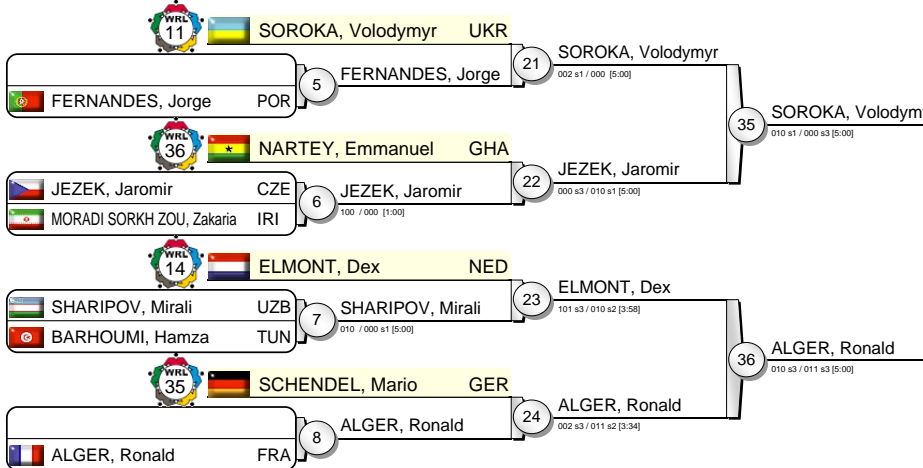 WRL
11
SOROKA, Volodymyr UKR
FERNANDES, Jorge POR
5
FERNANDES, Jorge
21
SOROKA, Volodymyr
002 s1 / 000 [5:00]
WRL
36
NARTEY, Emmanuel GHA
JEZEK, Jaromir CZE
MORADI SORKH ZOU, Zakaria IRI
6
JEZEK, Jaromir
100 / 000 [1:00]
22
JEZEK, Jaromir
000 s3 / 010 s1 [5:00]
35
SOROKA, Volodym
010 s1 / 000 s3 [5:00]
WRL
14
ELMONT, Dex NED
SHARIPOV, Mirali UZB
BARHOUMI, Hamza TUN
7
SHARIPOV, Mirali
010 / 000 s1 [5:00]
23
ELMONT, Dex
101 s3 / 010 s2 [3:58]
WRL
35
SCHENDEL, Mario GER
ALGER, Ronald FRA
8
ALGER, Ronald
24
ALGER, Ronald
002 s3 / 011 s2 [3:34]
36
ALGER, Ronald
010 s3 / 011 s3 [5:00]